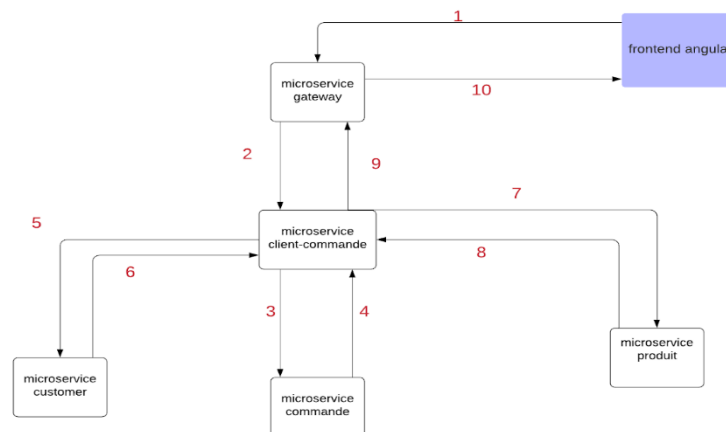 1
frontend angula
microservice
gateway
10
2
9
7
5
microservice
client-commande
8
6
3
4
microservice
produit
microservice
customer
microservice
commande